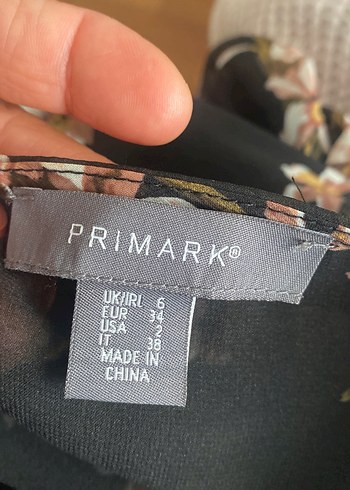 PRIMARK®
UK/IRL 6
EUR 34
USA 2
IT 38
MADE IN
CHINA